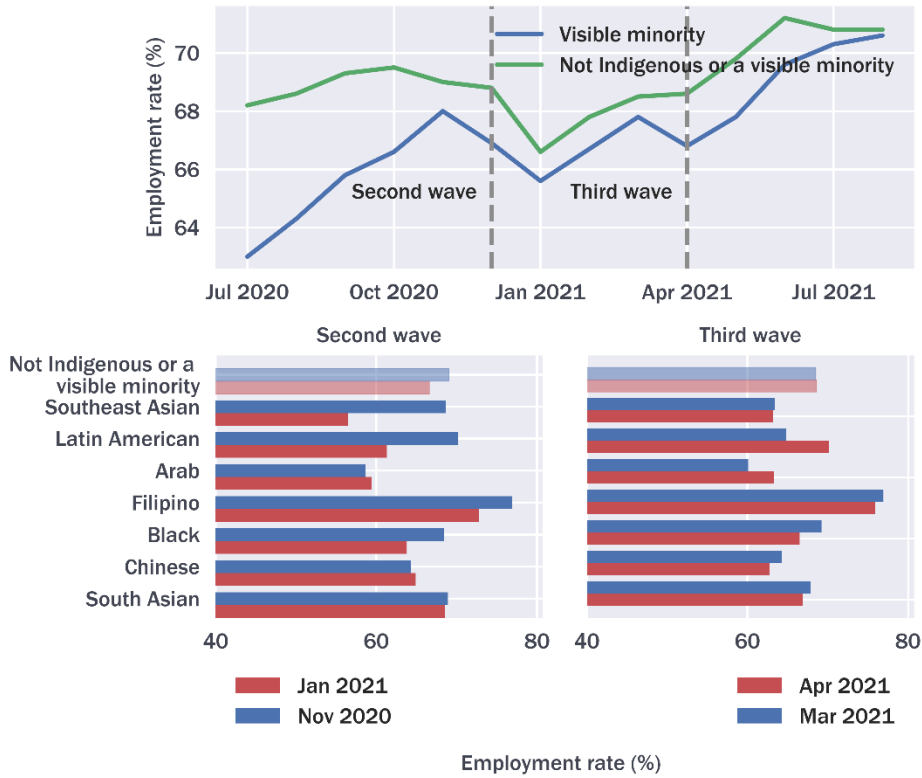 Visible minority
Not Indigenous or a visible minority
Employment rate (%)
70
68
66
64
Second wave
Third wave
Jul 2020
Oct 2020
Jan 2021
Apr 2021
Jul 2021
Second wave
Third wave
Not Indigenous or a
visible minority
Southeast Asian
Latin American
Arab
Filipino
Black
Chinese
South Asian
40
60
80
40
60
80
Jan 2021
Nov 2020
Apr 2021
Mar 2021
Employment rate (%)